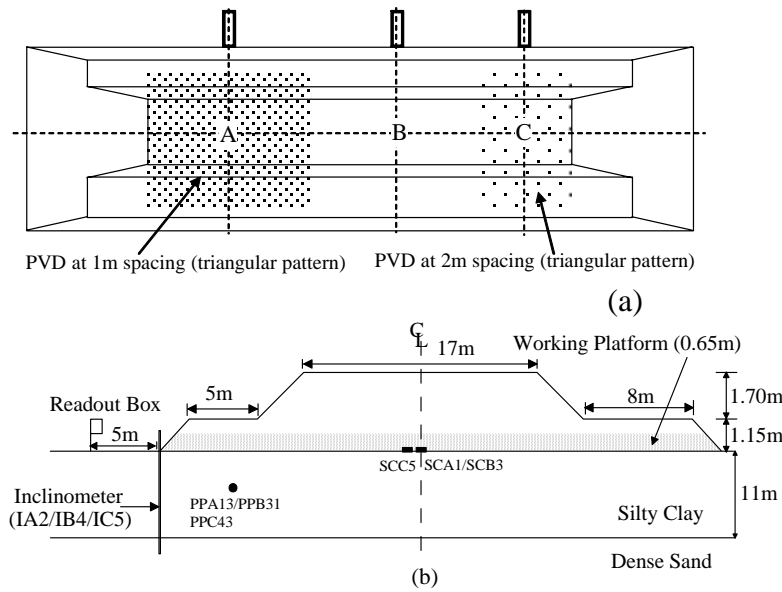 A
B
C
PVD at 1m spacing (triangular pattern)
PVD at 2m spacing (triangular pattern)
(a)
CL
17m
Working Platform (0.65m)
5m
8m
1.70m
Readout Box
5m
1.15m
SCC5
SCA1/SCB3
11m
Inclinometer
(IA2/IB4/IC5)
PPA13/PPB31
PPC43
Silty Clay
Dense Sand
(b)